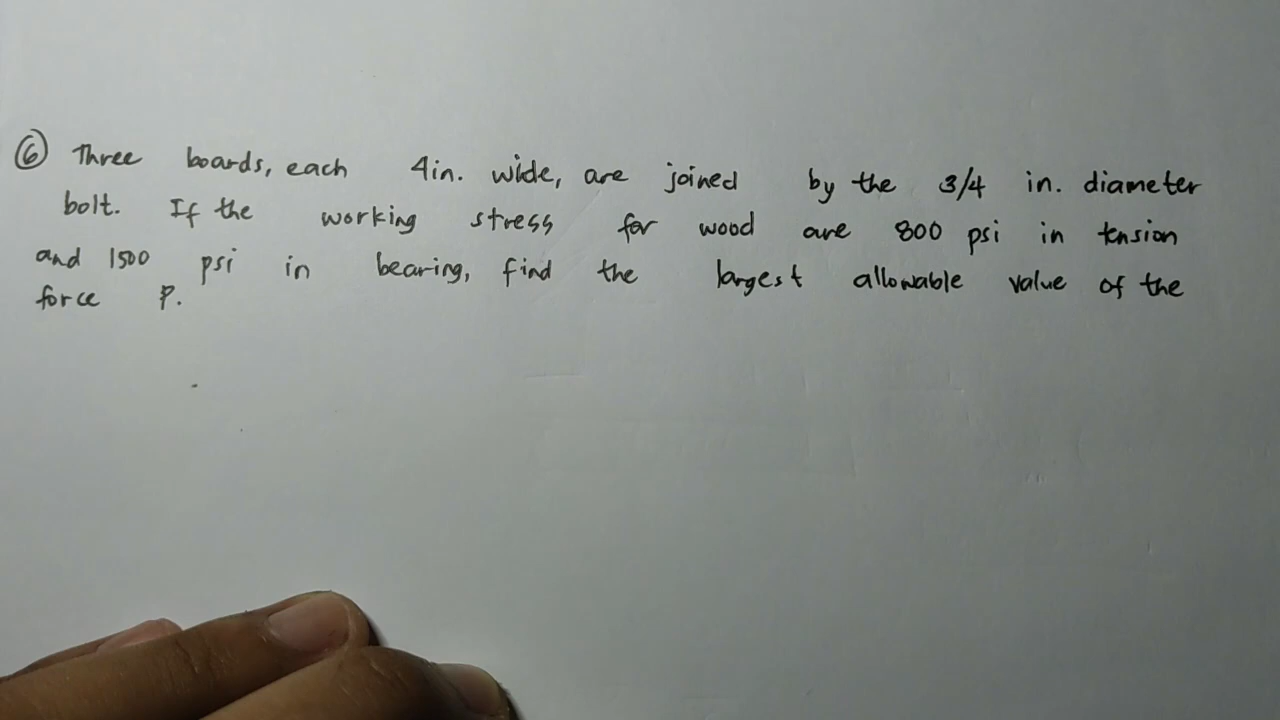 ⑥ Three boards, each 4in. wide, are joined by the 3/4 in. diameter
bolt. If the working stress for wood are 800 psi in tension
and 1500 psi in bearing, find the largest allowable value of the
force P.